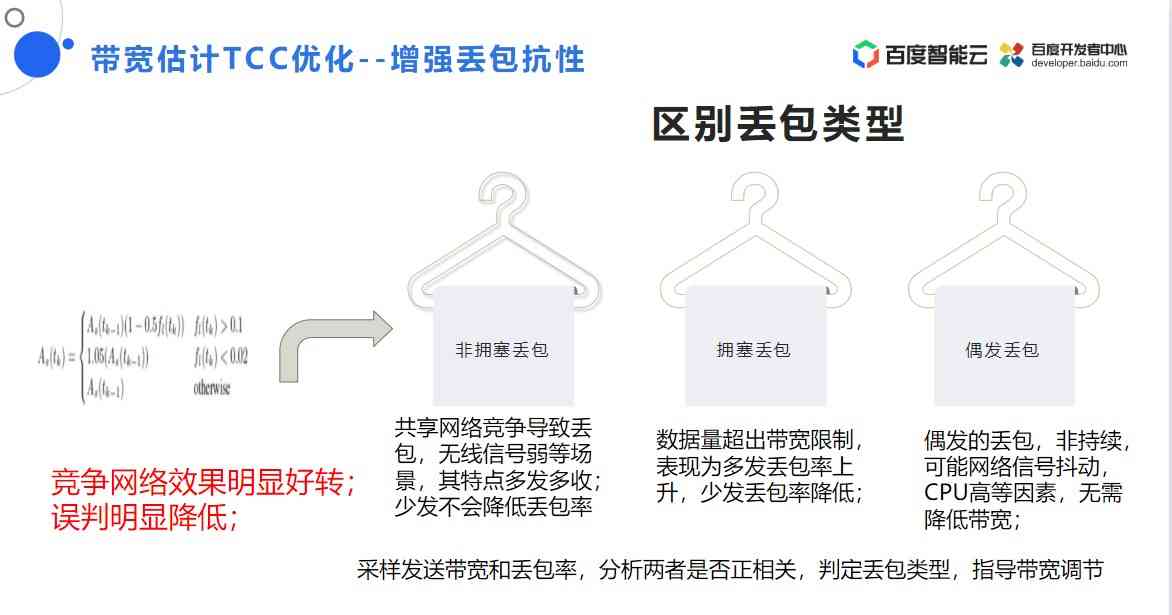 带宽估计TCC优化--增强丢包抗性
百度智能云
百度开发者中心
developer.baidu.com
区别丢包类型
A_s(t_k) = { A_s(t_{k-1})(1-0.5f_l(t_k))  f_l(t_k)>0.1
1.05(A_s(t_{k-1}))  f_l(t_k)<0.02
A_s(t_{k-1})  otherwise
非拥塞丢包
拥塞丢包
偶发丢包
共享网络竞争导致丢
包，无线信号弱等场
景，其特点多发多收；
少发不会降低丢包率
数据量超出带宽限制，
表现为多发丢包率上
升，少发丢包率降低；
偶发的丢包，非持续，
可能网络信号抖动，
CPU高等因素，无需
降低带宽；
竞争网络效果明显好转；
误判明显降低；
采样发送带宽和丢包率，分析两者是否正相关，判定丢包类型，指导带宽调节